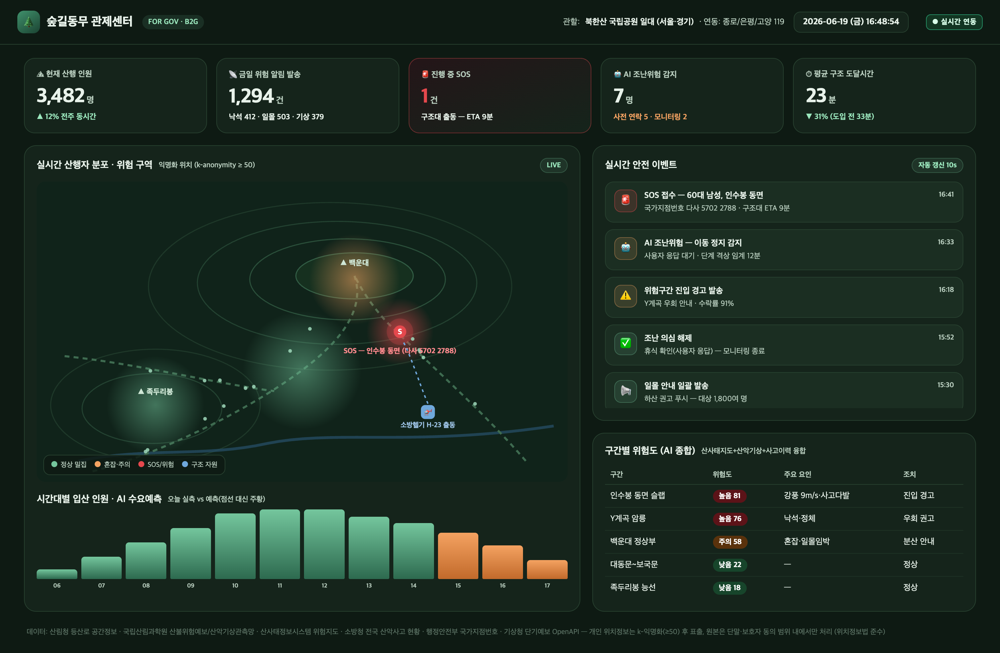 숲길동무 관제센터
FOR GOV · B2G
관할: 북한산 국립공원 일대 (서울·경기) · 연동: 종로/은평/고양 119
2026-06-19 (금) 16:48:54
● 실시간 연동
현재 산행 인원
3,482 명
▲ 12% 전주 동시간
금일 위험 알림 발송
1,294 건
낙석 412 · 일몰 503 · 기상 379
진행 중 SOS
1 건
구조대 출동 — ETA 9분
AI 조난위험 감지
7 명
사전 연락 5 · 모니터링 2
평균 구조 도달시간
23 분
▼ 31% (도입 전 33분)
실시간 산행자 분포 · 위험 구역 익명화 위치 (k-anonymity ≥ 50)
LIVE
▲ 백운대
S
SOS — 인수봉 동면 (다사 5702 2788)
▲ 족두리봉
소방헬기 H-23 출동
정상 밀집 혼잡·주의 SOS/위험 구조 자원
시간대별 입산 인원 · AI 수요예측 오늘 실측 vs 예측(점선 대신 주황)
06 07 08 09 10 11 12 13 14 15 16 17
실시간 안전 이벤트
자동 갱신 10s
SOS 접수 — 60대 남성, 인수봉 동면
16:41
국가지점번호 다사 5702 2788 · 구조대 ETA 9분
AI 조난위험 — 이동 정지 감지
16:33
사용자 응답 대기 · 단계 격상 임계 12분
위험구간 진입 경고 발송
16:18
Y계곡 우회 안내 · 수락률 91%
조난 의심 해제
15:52
휴식 확인(사용자 응답) — 모니터링 종료
일몰 안내 일괄 발송
15:30
하산 권고 푸시 — 대상 1,800여 명
구간별 위험도 (AI 종합) 산사태지도+산악기상+사고이력 융합
구간 위험도 주요 요인 조치
인수봉 동면 슬랩 높음 81 강풍 9m/s·사고다발 진입 경고
Y계곡 암릉 높음 76 낙석·정체 우회 권고
백운대 정상부 주의 58 혼잡·일몰임박 분산 안내
대동문~보국문 낮음 22 — 정상
족두리봉 능선 낮음 18 — 정상
데이터: 산림청 등산로 공간정보 · 국립산림과학원 산불위험예보/산악기상관측망 · 산사태정보시스템 위험지도 · 소방청 전국 산악사고 현황 · 행정안전부 국가지점번호 · 기상청 단기예보 OpenAPI — 개인 위치정보는 k-익명화(≥50) 후 표출, 원본은 단말·보호자 동의 범위 내에서만 처리 (위치정보법 준수)